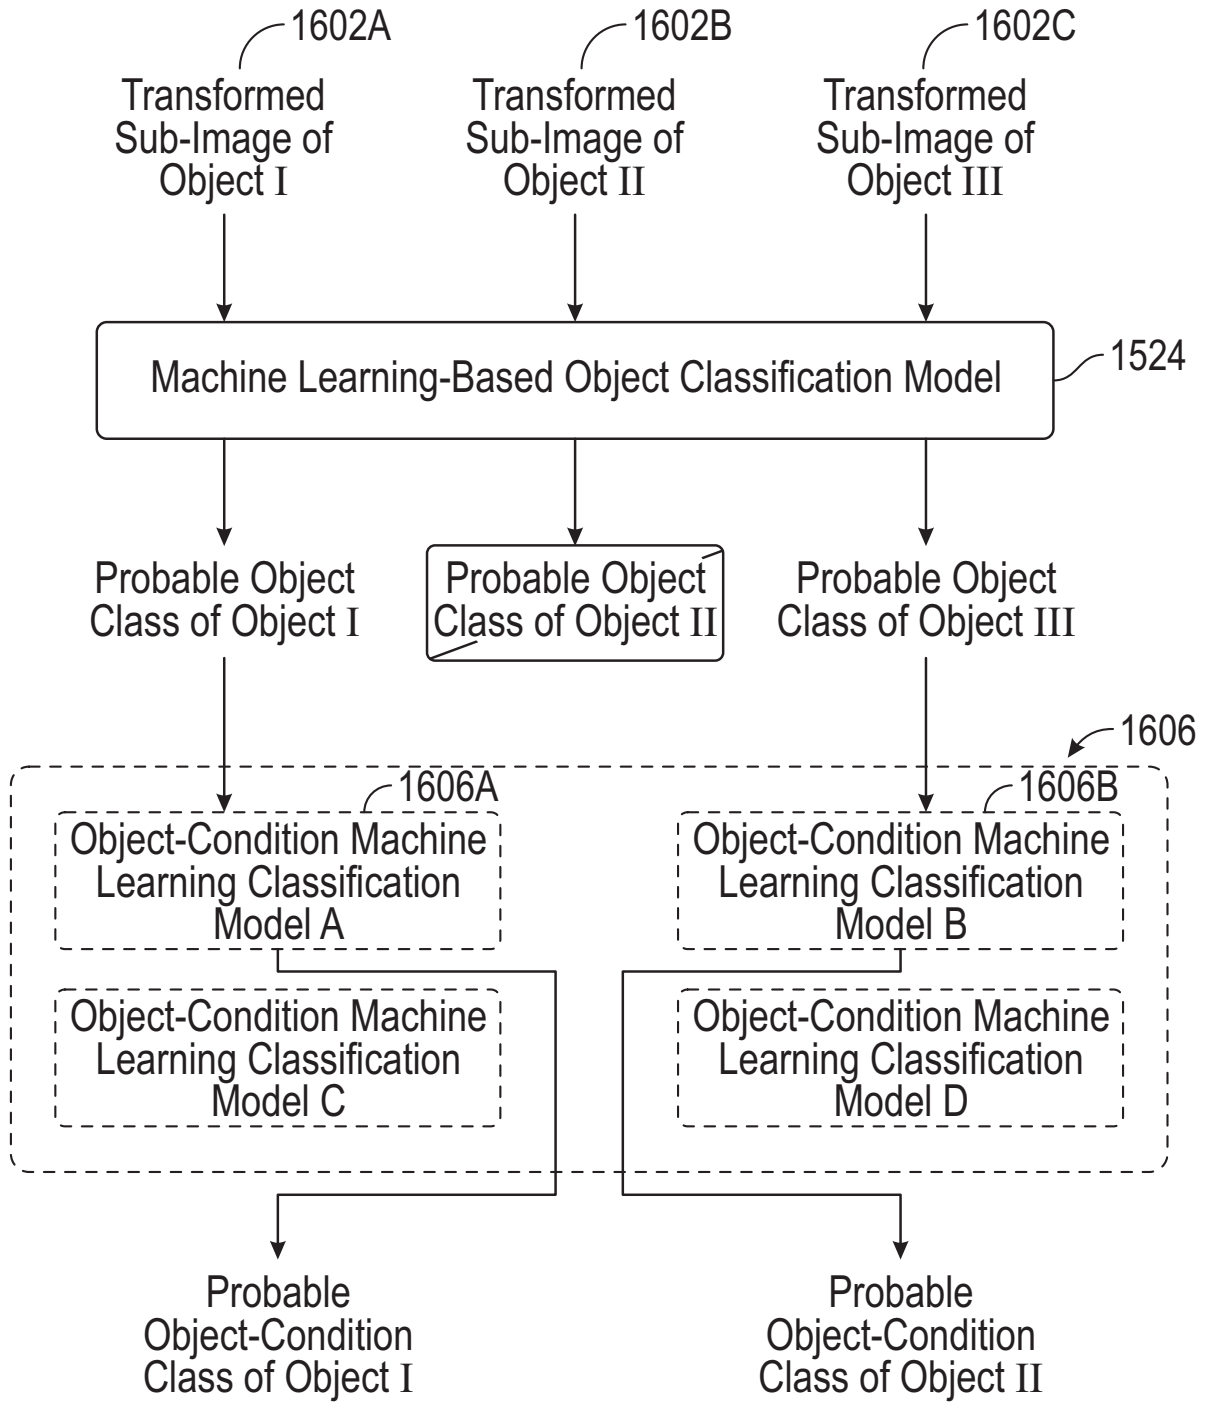 1602A
1602B
1602C
Transformed
Sub-Image of
Object I
Transformed
Sub-Image of
Object II
Transformed
Sub-Image of
Object III
Machine Learning-Based Object Classification Model
1524
Probable Object
Class of Object I
Probable Object
Class of Object II
Probable Object
Class of Object III
1606
1606A
1606B
Object-Condition Machine
Learning Classification
Model A
Object-Condition Machine
Learning Classification
Model B
Object-Condition Machine
Learning Classification
Model C
Object-Condition Machine
Learning Classification
Model D
Probable
Object-Condition
Class of Object I
Probable
Object-Condition
Class of Object II